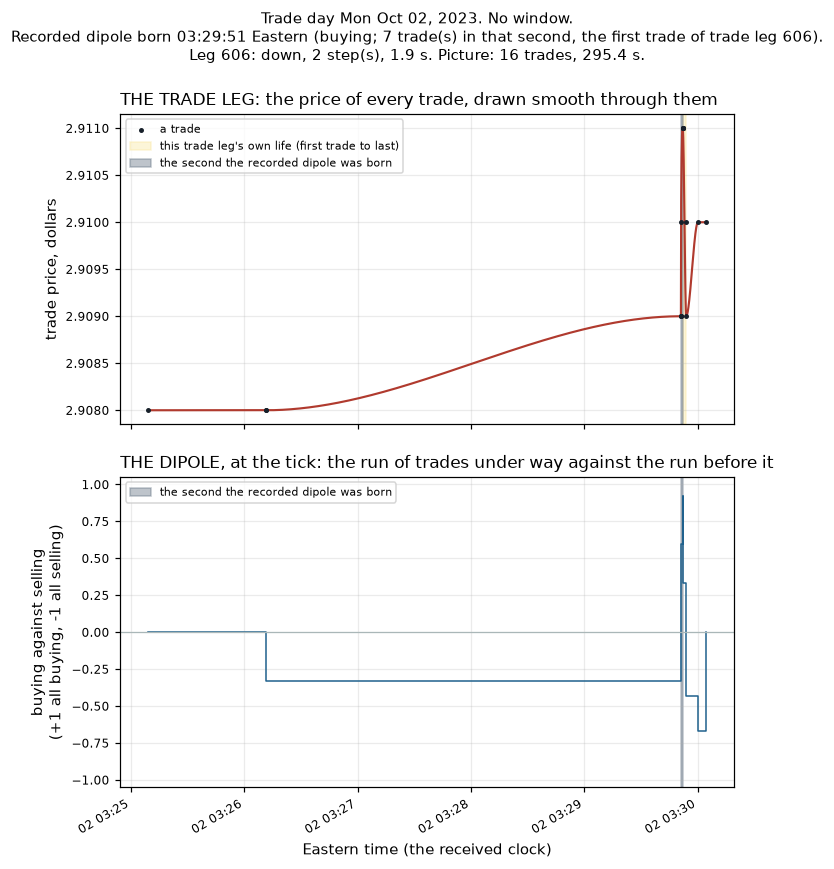 Trade day Mon Oct 02, 2023. No window.
Recorded dipole born 03:29:51 Eastern (buying; 7 trade(s) in that second, the first trade of trade leg 606).
Leg 606: down, 2 step(s), 1.9 s. Picture: 16 trades, 295.4 s.
THE TRADE LEG: the price of every trade, drawn smooth through them
a trade
this trade leg's own life (first trade to last)
the second the recorded dipole was born
trade price, dollars
2.9110
2.9105
2.9100
2.9095
2.9090
2.9085
2.9080
THE DIPOLE, at the tick: the run of trades under way against the run before it
the second the recorded dipole was born
buying against selling
(+1 all buying, -1 all selling)
1.00
0.75
0.50
0.25
0.00
−0.25
−0.50
−0.75
−1.00
02 03:25
02 03:26
02 03:27
02 03:28
02 03:29
02 03:30
Eastern time (the received clock)